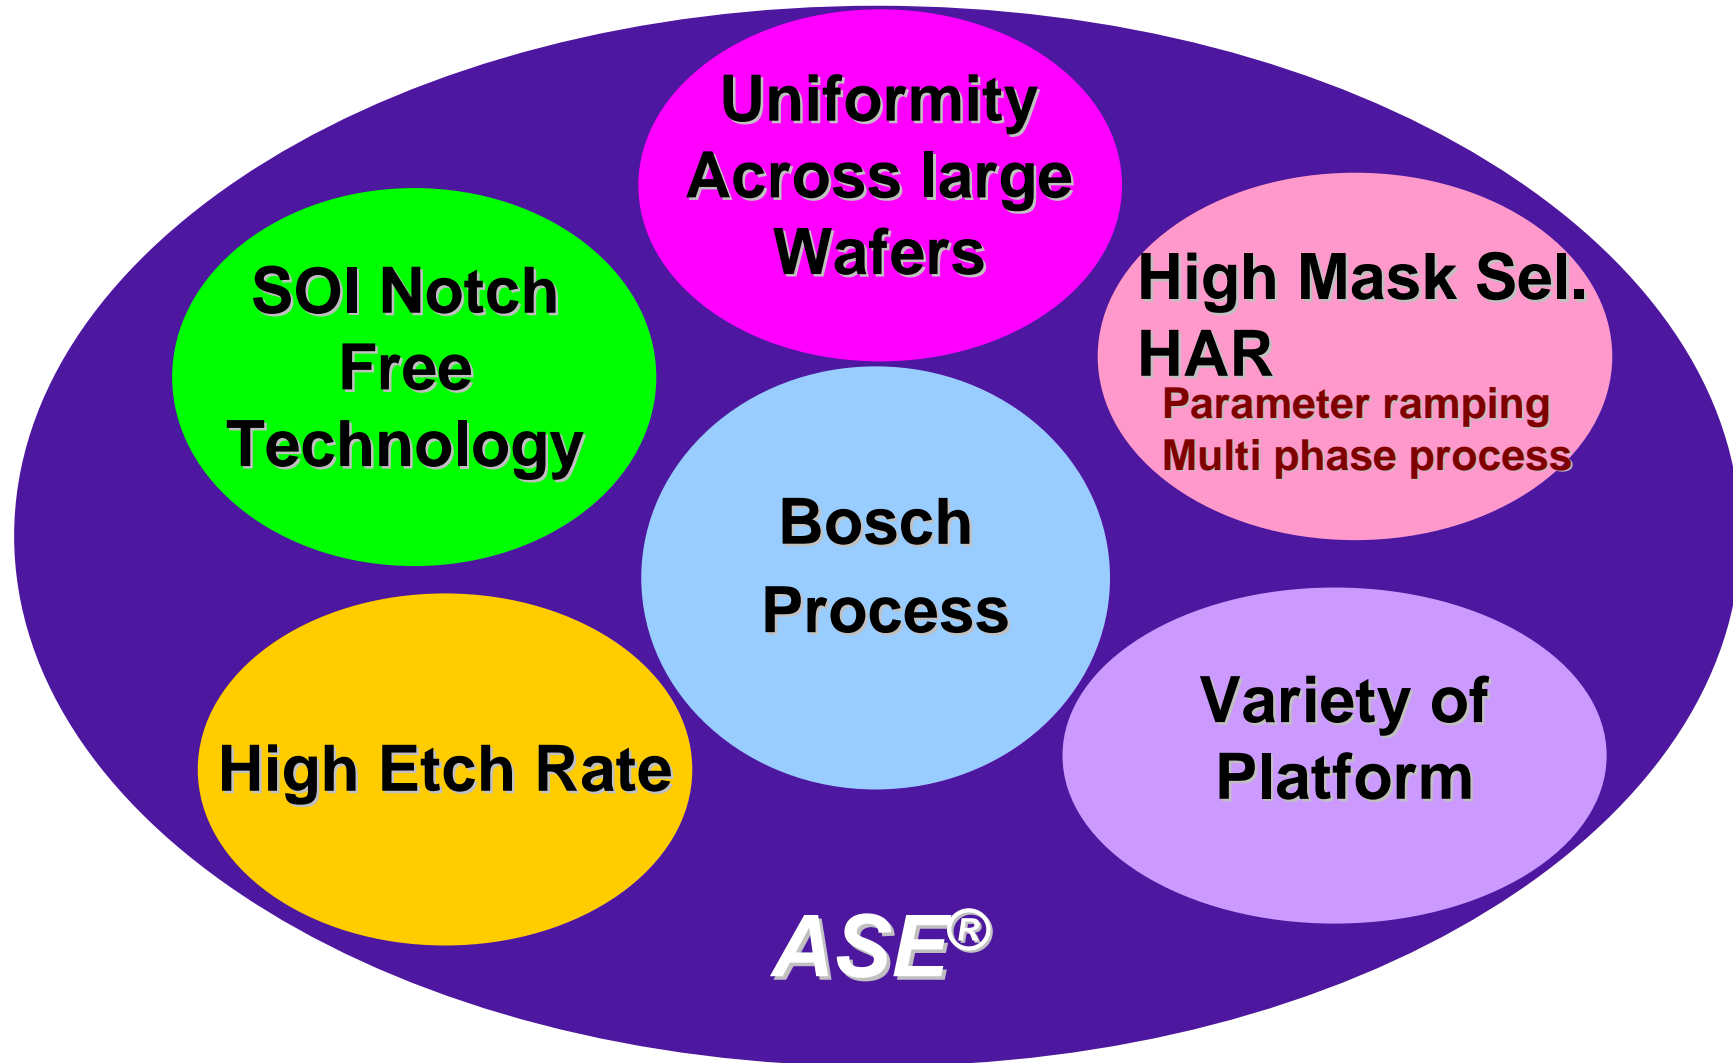 Uniformity
Across large
Wafers
SOI Notch
Free
Technology
High Mask Sel.
HAR
Parameter ramping
Multi phase process
Bosch
Process
High Etch Rate
Variety of
Platform
ASE®